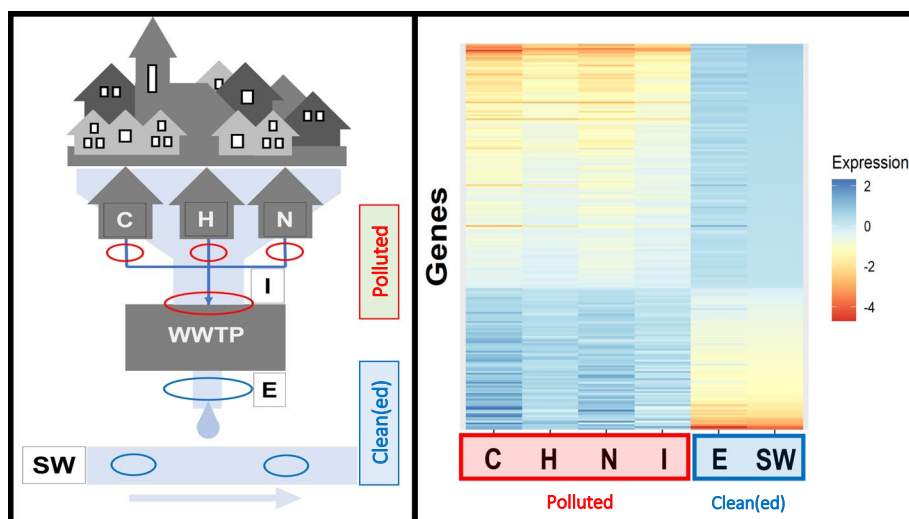 C H N
Polluted
I
WWTP
E
Clean(ed)
SW
Genes
Expression
2
0
-2
-4
C H N I E SW
Polluted Clean(ed)